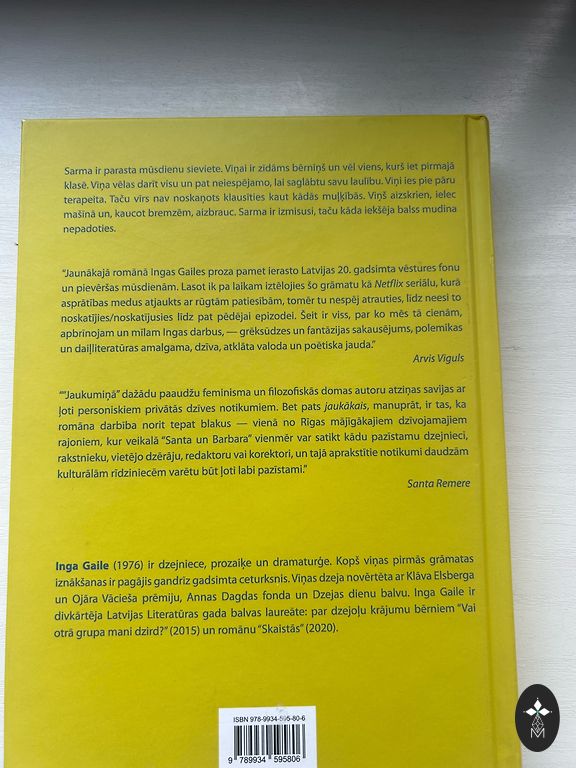 Sarma ir parasta mūsdienu sieviete. Viņai ir zīdāms bērniņš un vēl viens, kurš iet pirmajā
klasē. Viņa vēlas darīt visu un pat neiespējamo, lai saglābtu savu laulību. Viņi ies pie pāru
terapeita. Taču vīrs nav noskaņots klausīties kaut kādās muļķībās. Viņš aizskrien, ielec
mašīnā un, kaucot bremzēm, aizbrauc. Sarma ir izmisusi, taču kāda iekšēja balss mudina
nepadoties.
"Jaunākajā romānā Ingas Gailes proza pamet ierasto Latvijas 20. gadsimta vēstures fonu
un pievēršas mūsdienām. Lasot ik pa laikam iztēlojies šo grāmatu kā Netflix seriālu, kurā
asprātības medus atjaukts ar rūgtām patiesībām, tomēr tu nespēj atrauties, līdz neesi to
noskatījies/noskatījusies līdz pat pēdējai epizodei. Šeit ir viss, par ko mēs tā cienām,
apbrīnojam un mīlam Ingas darbus, — grēksūdzes un fantāzijas sakausējums, polemikas
un daiļliteratūras amalgama, dzīva, atklāta valoda un poētiska jauda."
Arvis Viguls
""Jaukumiņā" dažādu paaudžu feminisma un filozofiskās domas autoru atziņas savijas ar
ļoti personiskiem privātās dzīves notikumiem. Bet pats jaukākais, manuprāt, ir tas, ka
romāna darbība norit tepat blakus — vienā no Rīgas mājīgākajiem dzīvojamajiem
rajoniem, kur veikalā "Santa un Barbara" vienmēr var satikt kādu pazīstamu dzejnieci,
rakstnieku, vietējo dzērāju, redaktoru vai korektori, un tajā aprakstītie notikumi daudzām
kultūrālām rīdziniecēm varētu būt ļoti labi pazīstami."
Santa Remere
Inga Gaile (1976) ir dzejniece, prozaiķe un dramaturģe. Kopš viņas pirmās grāmatas
iznākšanas ir pagājis gandrīz gadsimta ceturksnis. Viņas dzeja novērtēta ar Klāva Elsberga
un Ojāra Vācieša prēmiju, Annas Dagdas fonda un Dzejas dienu balvu. Inga Gaile ir
divkārtēja Latvijas Literatūras gada balvas laureāte: par dzejoļu krājumu bērniem "Vai
otrā grupa mani dzird?" (2015) un romānu "Skaistās" (2020).
ISBN 978-9934-595-80-6
9 789934 595806
M